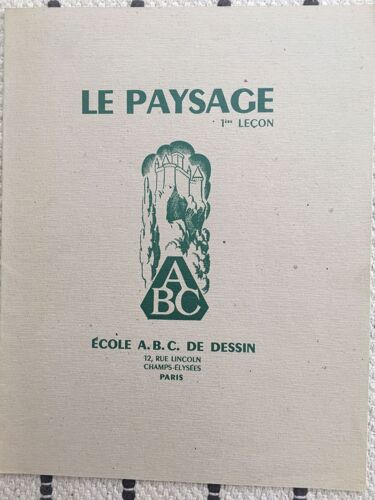 LE PAYSAGE
1ère LEÇON
A
BC
ÉCOLE A.B.C. DE DESSIN
12, RUE LINCOLN
CHAMPS-ÉLYSÉES
PARIS